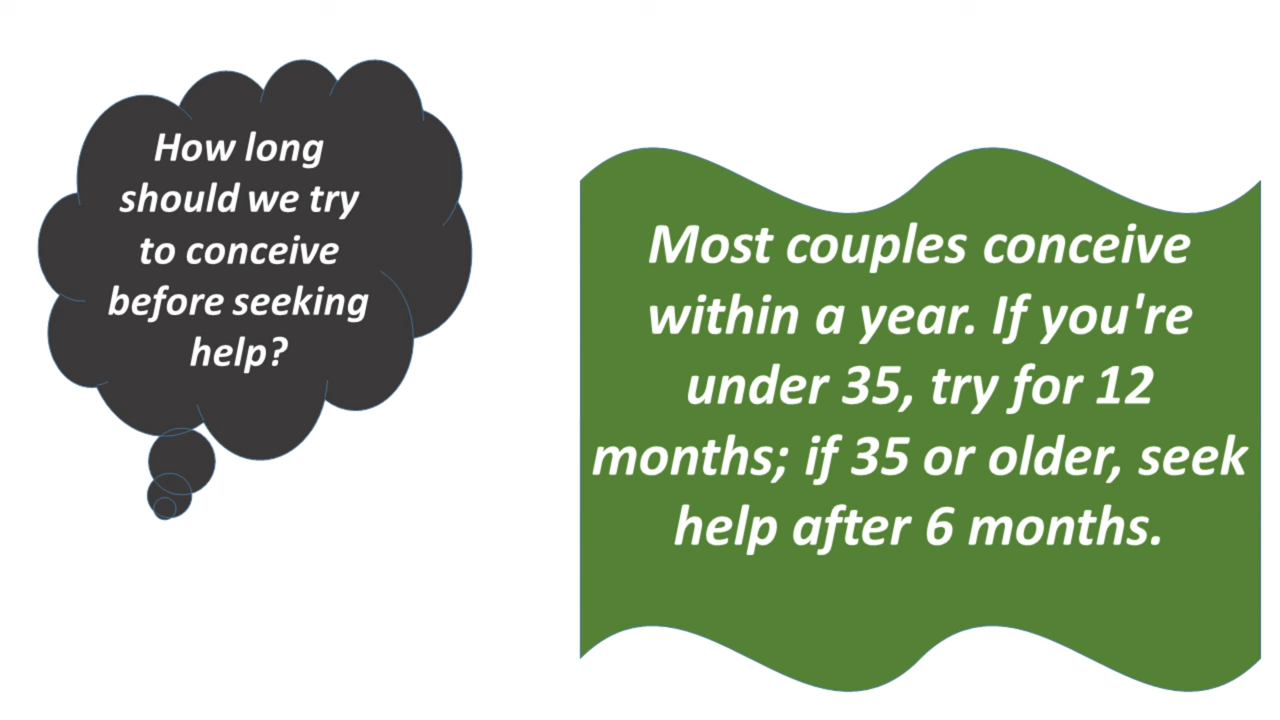 How long
should we try
to conceive
before seeking
help?
Most couples conceive
within a year. If you're
under 35, try for 12
months; if 35 or older, seek
help after 6 months.